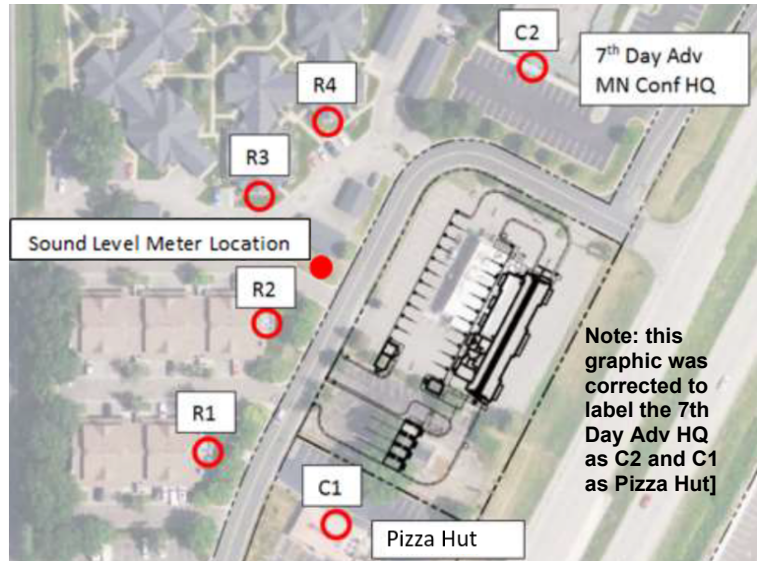 C2
7th Day Adv
MN Conf HQ
R4
R3
Sound Level Meter Location
R2
Note: this
graphic was
corrected to
label the 7th
Day Adv HQ
as C2 and C1
as Pizza Hut]
R1
C1
Pizza Hut